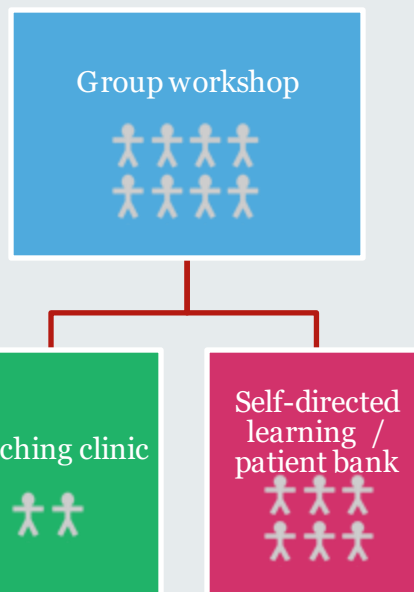 Group workshop
ching clinic
Self-directed
learning /
patient bank